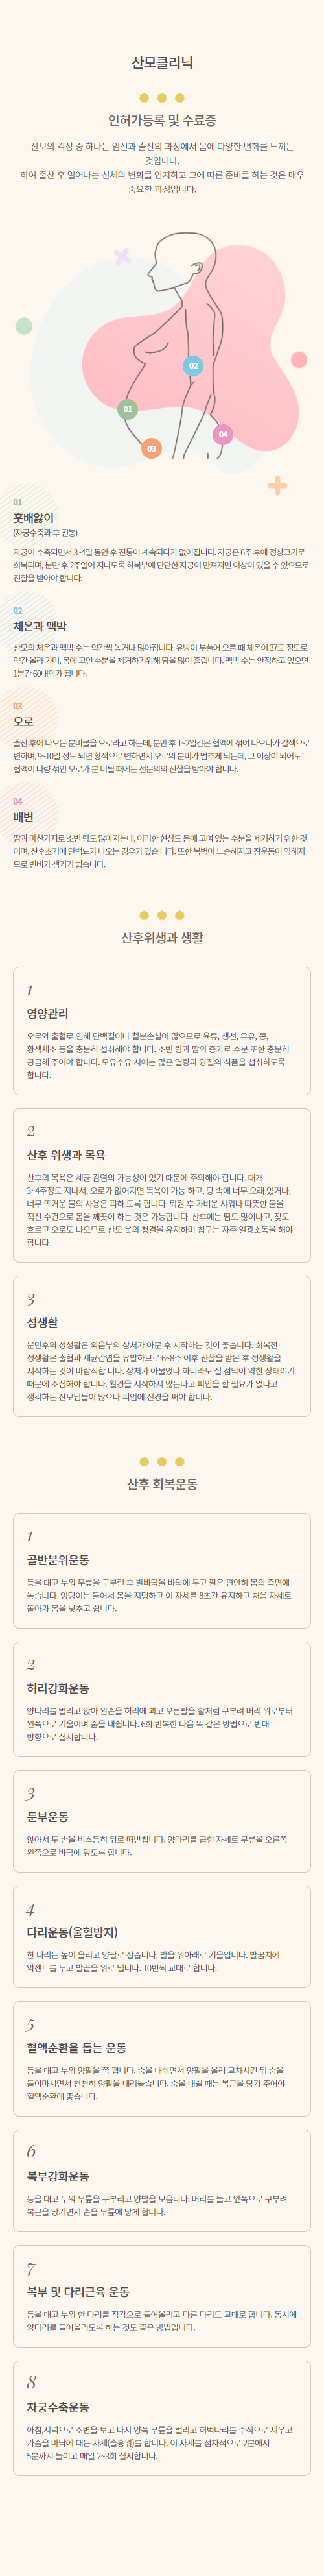 산모클리닉
인허가등록 및 수료증
산모의 걱정 중 하나는 임신과 출산의 과정에서 몸에 다양한 변화를 느끼는
것입니다.
하여 출산 후 일어나는 신체의 변화를 인지하고 그에 따른 준비를 하는 것은 매우
중요한 과정입니다.
02
01
04
03
01
훗배앓이
(자궁수축과 후 진통)
자궁이 수축되면서 3~4일 동안 후 진통이 계속되다가 없어집니다. 자궁은 6주 후에 정상크기로
회복되며, 분만 후 2주일이 지나도록 하복부에 단단한 자궁이 만져지면 이상이 있을 수 있으므로
진찰을 받아야 합니다.
02
체온과 맥박
산모의 체온과 맥박 수는 약간씩 높거나 많아집니다. 유방이 부풀어 오를 때 체온이 37도 정도로
약간 올라 가며, 몸에 고인 수분을 제거하기위해 땀을 많이 흘립니다. 맥박 수는 안정하고 있으면
1분간 60내외가 됩니다.
03
오로
출산 후에 나오는 분비물을 오로라고 하는데, 분만 후 1~2일간은 혈액에 섞여 나오다가 갈색으로
변하며, 9~10일 정도 되면 황색으로 변하면서 오로의 분비가 멈추게 되는데, 그 이상이 되어도
혈액이 다량 섞인 오로가 분 비될 때에는 전문의의 진찰을 받아야 합니다.
04
배변
땀과 마찬가지로 소변 량도 많아지는데, 이러한 현상도 몸에 고여 있는 수분을 제거하기 위한 것
이며, 산후초기에 단백뇨가 나오는 경우가 있습 니다. 또한 복벽이 느슨해지고 장운동이 약해지
므로 변비가 생기기 쉽습니다.
산후위생과 생활
1
영양관리
오로와 출혈로 인해 단백질이나 철분손실이 많으므로 육류, 생선, 우유, 콩,
황색채소 등을 충분히 섭취해야 합니다. 소변 량과 땀의 증가로 수분 또한 충분히
공급해 주어야 합니다. 모유수유 시에는 많은 열량과 양질의 식품을 섭취하도록
합니다.
2
산후 위생과 목욕
산후의 목욕은 세균 감염의 가능성이 있기 때문에 주의해야 합니다. 대개
3~4주정도 지나서, 오로가 없어지면 목욕이 가능 하고, 탕 속에 너무 오래 있거나,
너무 뜨거운 물의 사용은 피하 도록 합니다. 퇴원 후 가벼운 샤워나 따뜻한 물을
적신 수건으로 몸을 깨끗이 하는 것은 가능합니다. 산후에는 땀도 많이나고, 젖도
흐르고 오로도 나오므로 산모 옷의 청결을 유지하며 침구는 자주 일광소독을 해야
합니다.
3
성생활
분만후의 성생활은 외음부의 상처가 아문 후 시작하는 것이 좋습니다. 회복전
성생활은 출혈과 세균감염을 유발하므로 6~8주 이후 진찰을 받은 후 성생활을
시작하는 것이 바람직합 니다. 상처가 아물었다 하더라도 질 점막이 약한 상태이기
때문에 조심해야 합니다. 월경을 시작하지 않는다고 피임을 할 필요가 없다고
생각하는 산모님들이 많으나 피임에 신경을 써야 합니다.
산후 회복운동
1
골반분위운동
등을 대고 누워 무릎을 구부린 후 발바닥을 바닥에 두고 팔은 편안히 몸의 측면에
놓습니다. 엉덩이는 들어서 몸을 지탱하고 이 자세를 8초간 유지하고 처음 자세로
돌아가 몸을 낮추고 쉽니다.
2
허리강화운동
양다리를 벌리고 앉아 왼손을 허리에 괴고 오른팔을 활처럼 구부려 머리 위로부터
왼쪽으로 기울이며 숨을 내쉽니다. 6회 반복한 다음 똑 같은 방법으로 반대
방향으로 실시합니다.
3
둔부운동
앉아서 두 손을 비스듬히 뒤로 떠받칩니다. 양다리를 굽힌 자세로 무릎을 오른쪽
왼쪽으로 바닥에 닿도록 합니다.
4
다리운동(울혈방지)
한 다리는 높이 올리고 양팔로 잡습니다. 발을 위아래로 기울입니다. 발꿈치에
악센트를 두고 발끝을 위로 밉니다. 10번씩 교대로 합니다.
5
혈액순환을 돕는 운동
등을 대고 누워 양팔을 쭉 폅니다. 숨을 내쉬면서 양팔을 올려 교차시킨 뒤 숨을
들이마시면서 천천히 양팔을 내려놓습니다. 숨을 내쉴 때는 복근을 당겨 주어야
혈액순환에 좋습니다.
6
복부강화운동
등을 대고 누워 무릎을 구부리고 양발을 모읍니다. 머리를 들고 앞쪽으로 구부려
복근을 당기면서 손을 무릎에 닿게 합니다.
7
복부 및 다리근육 운동
등을 대고 누워 한 다리를 직각으로 들어올리고 다른 다리도 교대로 합니다. 동시에
양다리를 들어올리도록 하는 것도 좋은 방법입니다.
8
자궁수축운동
아침,저녁으로 소변을 보고 나서 양쪽 무릎을 벌리고 허벅다리를 수직으로 세우고
가슴을 바닥에 대는 자세(슬흉위)를 합니다. 이 자세를 점차적으로 2분에서
5분까지 늘이고 매일 2~3회 실시합니다.